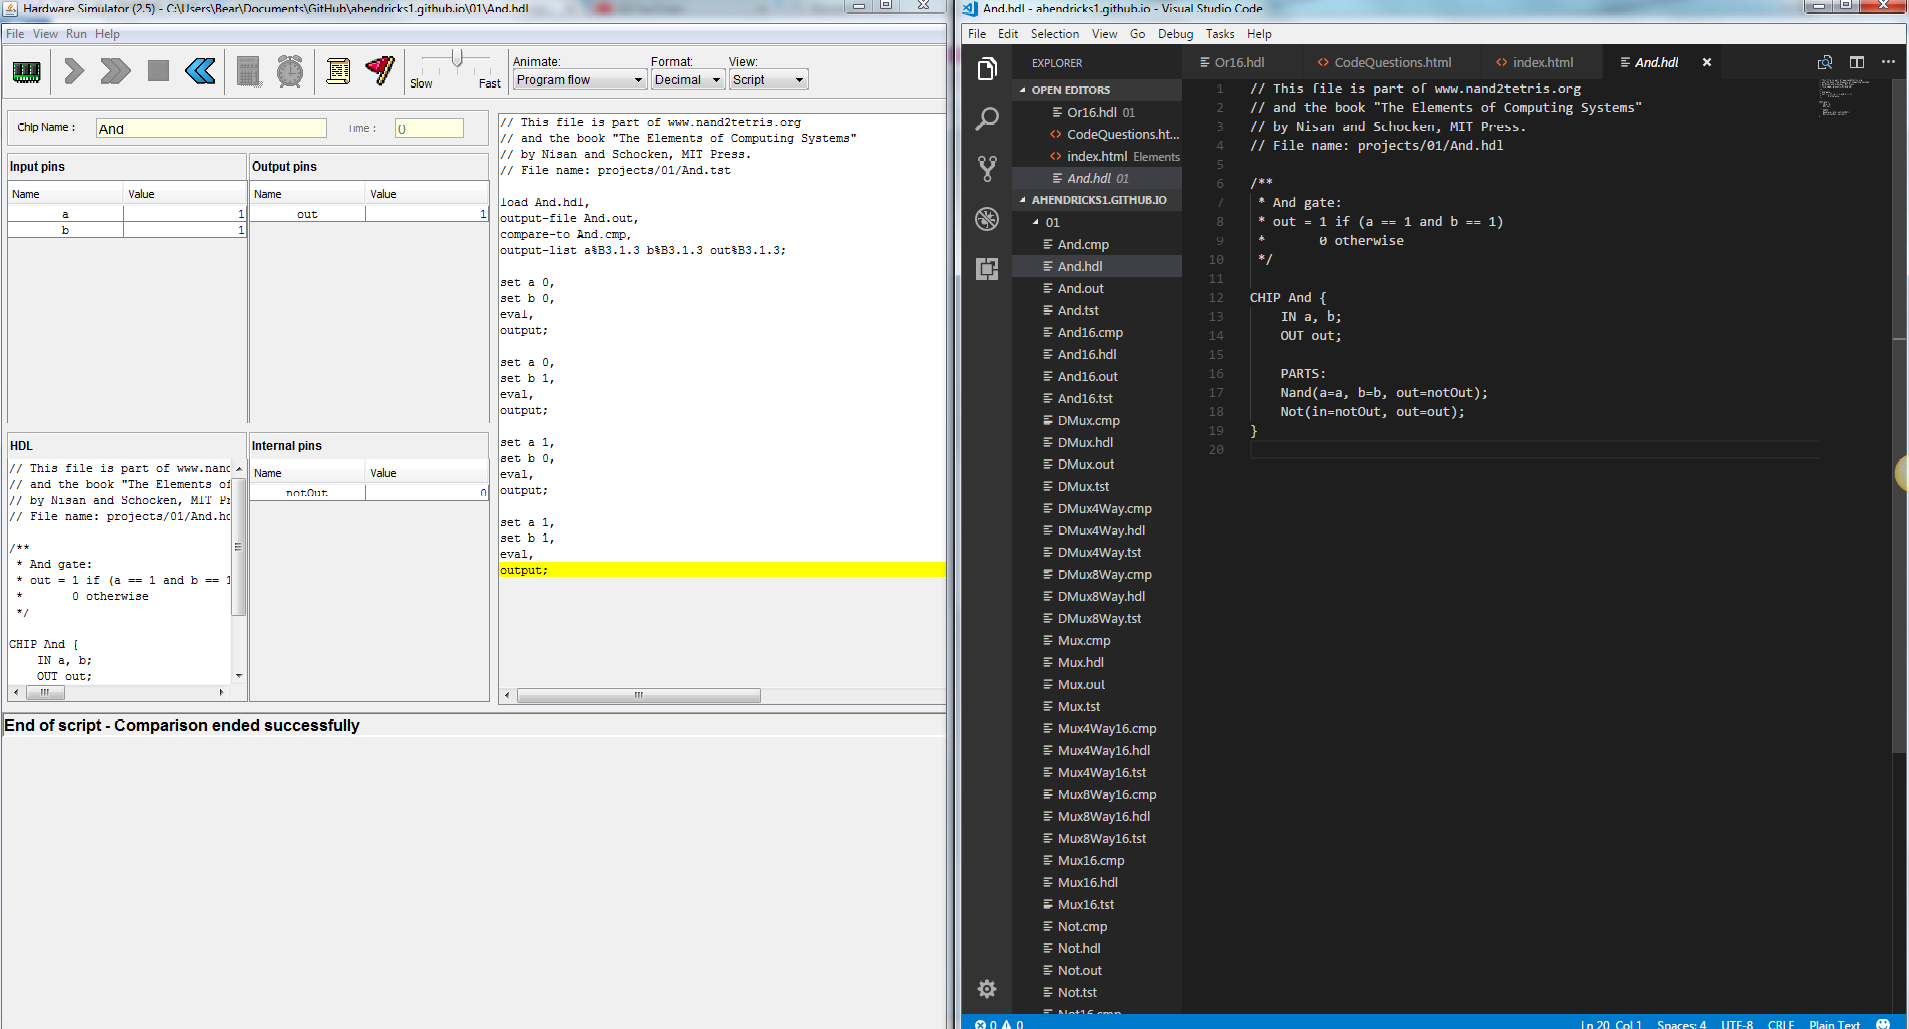 Hardware Simulator (2.5) - C:\Users\Bear\Documents\GitHub\ahendricks1.github.io\01\And.hdl
File View Run Help
Slow Fast
Animate: Format: View:
Program flow Decimal Script
Chip Name : And Time : 0
Input pins
Name Value
a 1
b 1
Output pins
Name Value
out 1
HDL
// This file is part of www.nand
// and the book "The Elements of
// by Nisan and Schocken, MIT Pr
// File name: projects/01/And.hd
/**
* And gate:
* out = 1 if (a == 1 and b == 1
* 0 otherwise
*/
CHIP And {
IN a, b;
OUT out;
Internal pins
Name Value
notOut 0
// This file is part of www.nand2tetris.org
// and the book "The Elements of Computing Systems"
// by Nisan and Schocken, MIT Press.
// File name: projects/01/And.tst
load And.hdl,
output-file And.out,
compare-to And.cmp,
output-list a%B3.1.3 b%B3.1.3 out%B3.1.3;
set a 0,
set b 0,
eval,
output;
set a 0,
set b 1,
eval,
output;
set a 1,
set b 0,
eval,
output;
set a 1,
set b 1,
eval,
output;
End of script - Comparison ended successfully
And.hdl - ahendricks1.github.io - Visual Studio Code
File Edit Selection View Go Debug Tasks Help
EXPLORER
OPEN EDITORS
Or16.hdl 01
CodeQuestions.ht...
index.html Elements
And.hdl 01
AHENDRICKS1.GITHUB.IO
01
And.cmp
And.hdl
And.out
And.tst
And16.cmp
And16.hdl
And16.out
And16.tst
DMux.cmp
DMux.hdl
DMux.out
DMux.tst
DMux4Way.cmp
DMux4Way.hdl
DMux4Way.tst
DMux8Way.cmp
DMux8Way.hdl
DMux8Way.tst
Mux.cmp
Mux.hdl
Mux.out
Mux.tst
Mux4Way16.cmp
Mux4Way16.hdl
Mux4Way16.tst
Mux8Way16.cmp
Mux8Way16.hdl
Mux8Way16.tst
Mux16.cmp
Mux16.hdl
Mux16.tst
Not.cmp
Not.hdl
Not.out
Not.tst
Not16.cmp
Or16.hdl CodeQuestions.html index.html And.hdl
1 // This file is part of www.nand2tetris.org
2 // and the book "The Elements of Computing Systems"
3 // by Nisan and Schocken, MIT Press.
4 // File name: projects/01/And.hdl
5
6 /**
7 * And gate:
8 * out = 1 if (a == 1 and b == 1)
9 * 0 otherwise
10 */
11
12 CHIP And {
13 IN a, b;
14 OUT out;
15
16 PARTS:
17 Nand(a=a, b=b, out=notOut);
18 Not(in=notOut, out=out);
19 }
20
0 0 Ln 20, Col 1 Spaces: 4 UTF-8 CRLF Plain Text